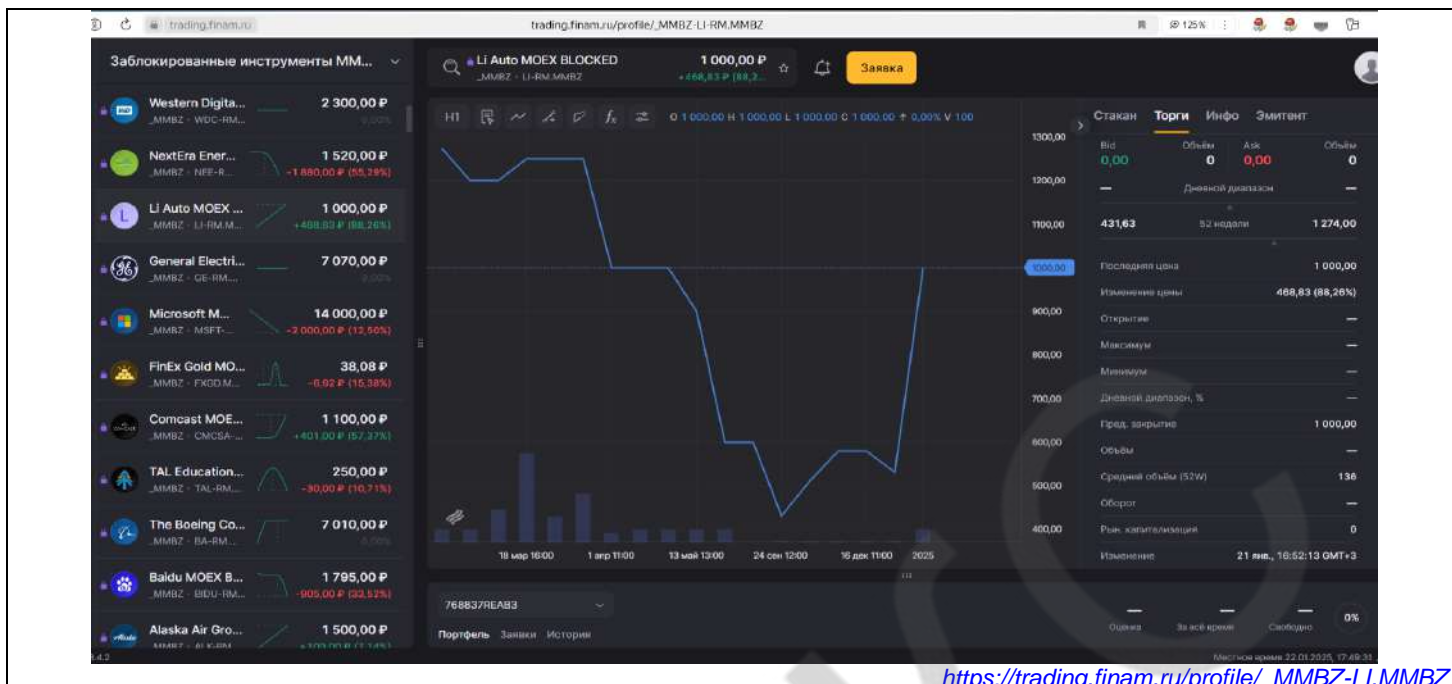 trading.finam.ru
trading.finam.ru/profile/_MMBZ-LI-RM.MMBZ
125%
Заблокированные инструменты ММ...
Li Auto MOEX BLOCKED
_MMBZ · LI-RM.MMBZ
1 000,00 ₽
+468,83 ₽ (88,2...
Заявка
Western Digita...
2 300,00 ₽
_MMBZ · WDC-RM...
0,00%
NextEra Ener...
1 520,00 ₽
_MMBZ · NEE-R...
-1 880,00 ₽ (55,29%)
Li Auto MOEX ...
1 000,00 ₽
_MMBZ · LI-RM.M...
+468,83 ₽ (88,26%)
General Electri...
7 070,00 ₽
_MMBZ · GE-RM...
0,00%
Microsoft M...
14 000,00 ₽
_MMBZ · MSFT-...
-2 000,00 ₽ (12,50%)
FinEx Gold MO...
38,08 ₽
_MMBZ · FXGD.M...
-6,92 ₽ (15,38%)
Comcast MOE...
1 100,00 ₽
_MMBZ · CMCSA-...
+401,00 ₽ (57,37%)
TAL Education...
250,00 ₽
_MMBZ · TAL-RM...
-30,00 ₽ (10,71%)
The Boeing Co...
7 010,00 ₽
_MMBZ · BA-RM...
0,00%
Baidu MOEX B...
1 795,00 ₽
_MMBZ · BIDU-RM...
-905,00 ₽ (33,52%)
Alaska Air Gro...
1 500,00 ₽
_MMBZ · ALK-RM
+100,00 ₽ (7,14%)
H1
O 1 000,00 H 1 000,00 L 1 000,00 C 1 000,00 ↑ 0,00% V 100
1300,00
1200,00
1100,00
1000,00
900,00
800,00
700,00
600,00
500,00
400,00
18 мар 16:00 1 апр 11:00 13 май 13:00 24 сен 12:00 16 дек 11:00 2025
768837REAB3
Портфель Заявки История
Стакан Торги Инфо Эмитент
Bid Объём Ask Объём
0,00 0 0,00 0
— Дневной диапазон —
431,63 52 недели 1 274,00
Последняя цена 1 000,00
Изменение цены 468,83 (88,26%)
Открытие —
Максимум —
Минимум —
Дневной диапазон, % —
Пред. закрытие 1 000,00
Объём —
Средний объём (52W) 136
Оборот —
Рын. капитализация 0
Изменение 21 янв., 16:52:13 GMT+3
— — —
Оценка За всё время Свободно
0%
Местное время 22.01.2025, 17:49:31
https://trading.finam.ru/profile/_MMBZ-LI.MMBZ